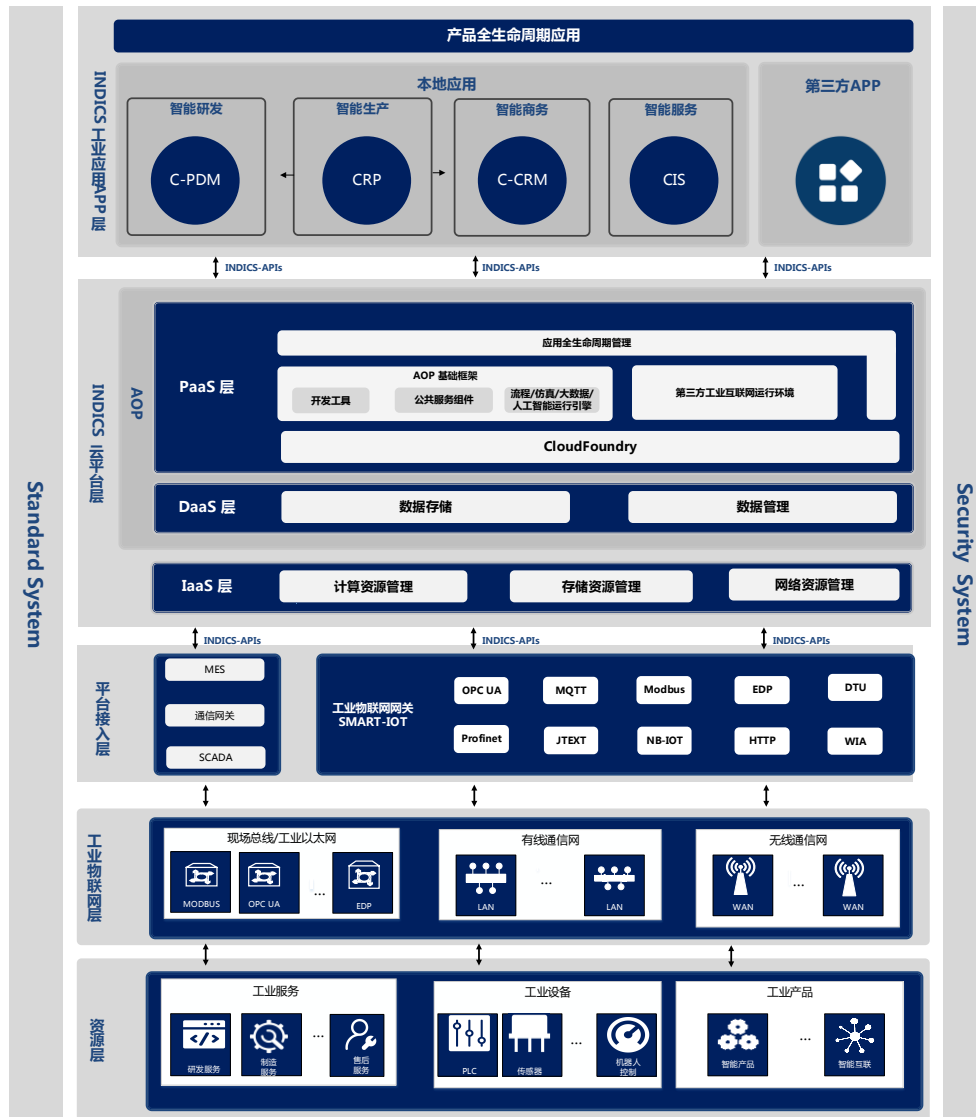 产品全生命周期应用
INDICS工业应用APP层
本地应用
智能研发
智能生产
智能商务
智能服务
C-PDM
CRP
C-CRM
CIS
第三方APP
INDICS-APIs
INDICS-APIs
INDICS-APIs
INDICS 云平台层
AOP
PaaS 层
应用全生命周期管理
AOP 基础框架
开发工具
公共服务组件
流程/仿真/大数据/
人工智能运行引擎
第三方工业互联网运行环境
CloudFoundry
DaaS 层
数据存储
数据管理
IaaS 层
计算资源管理
存储资源管理
网络资源管理
Standard System
Security System
INDICS-APIs
INDICS-APIs
INDICS-APIs
平台接入层
MES
通信网关
SCADA
工业物联网网关
SMART-IOT
OPC UA
MQTT
Modbus
EDP
DTU
Profinet
JTEXT
NB-IOT
HTTP
WIA
工业物联网层
现场总线/工业以太网
MODBUS
OPC UA
...
EDP
有线通信网
LAN
...
LAN
无线通信网
WAN
...
WAN
资源层
工业服务
研发服务
制造
服务
...
售后
服务
工业设备
PLC
传感器
...
机器人
控制
工业产品
智能产品
...
智能互联